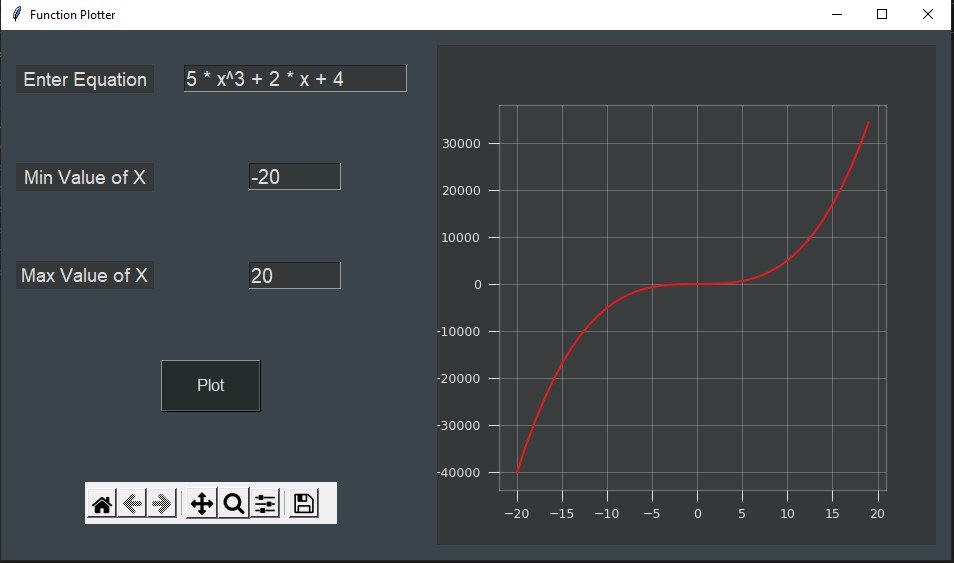 Function Plotter
Enter Equation
5 * x^3 + 2 * x + 4
Min Value of X
-20
Max Value of X
20
Plot
30000
20000
10000
0
-10000
-20000
-30000
-40000
−20 −15 −10 −5 0 5 10 15 20